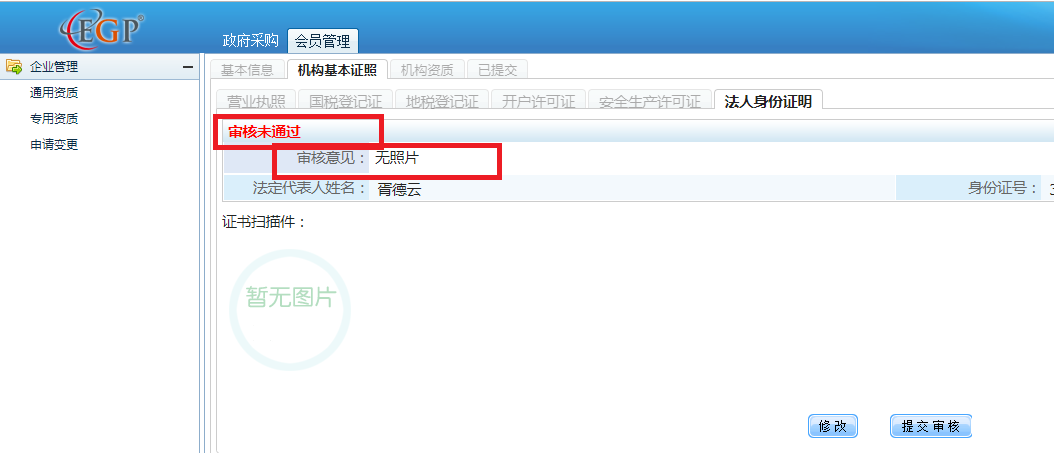 EGP®
政府采购 会员管理
企业管理
通用资质
专用资质
申请变更
基本信息 机构基本证照 机构资质 已提交
营业执照 国税登记证 地税登记证 开户许可证 安全生产许可证 法人身份证明
审核未通过
审核意见： 无照片
法定代表人姓名： 胥德云 身份证号： 3
证书扫描件：
暂无图片
修改 提交审核